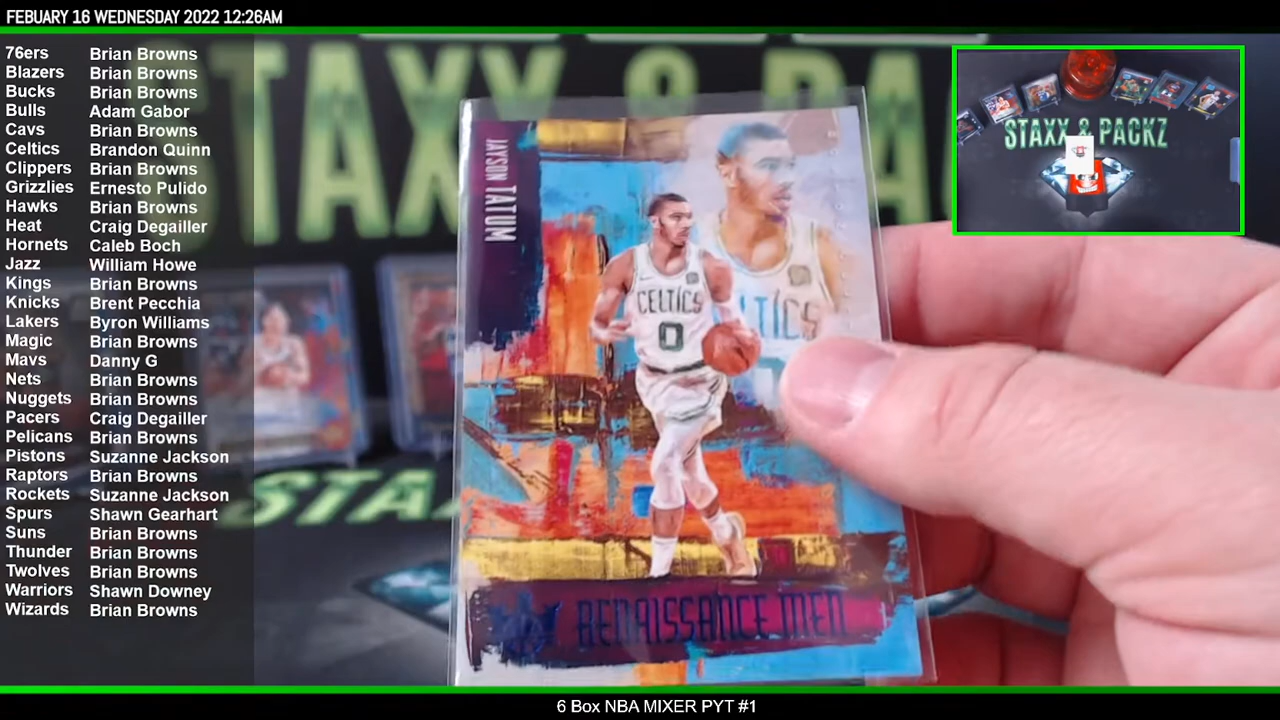 FEBUARY 16 WEDNESDAY 2022 12:26AM
76ers Brian Browns
Blazers Brian Browns
Bucks Brian Browns
Bulls Adam Gabor
Cavs Brian Browns
Celtics Brandon Quinn
Clippers Brian Browns
Grizzlies Ernesto Pulido
Hawks Brian Browns
Heat Craig Degailler
Hornets Caleb Boch
Jazz William Howe
Kings Brian Browns
Knicks Brent Pecchia
Lakers Byron Williams
Magic Brian Browns
Mavs Danny G
Nets Brian Browns
Nuggets Brian Browns
Pacers Craig Degailler
Pelicans Brian Browns
Pistons Suzanne Jackson
Raptors Brian Browns
Rockets Suzanne Jackson
Spurs Shawn Gearhart
Suns Brian Browns
Thunder Brian Browns
Twolves Brian Browns
Warriors Shawn Downey
Wizards Brian Browns
STAXX & PA
JAYSON TATUM
CELTICS
0
LTICS
RENAISSANCE MEN
STA
STAXX & PACKZ
6 Box NBA MIXER PYT #1